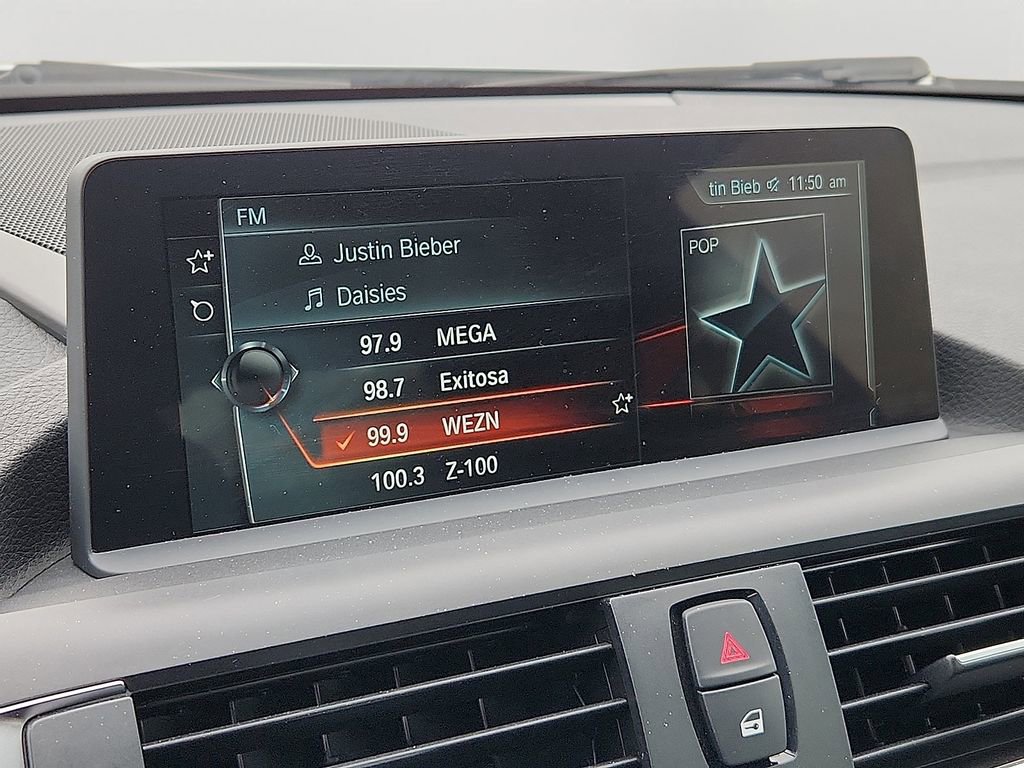 FM
tin Bieb 11:50 am
Justin Bieber
Daisies
POP
97.9 MEGA
98.7 Exitosa
99.9 WEZN
100.3 Z-100